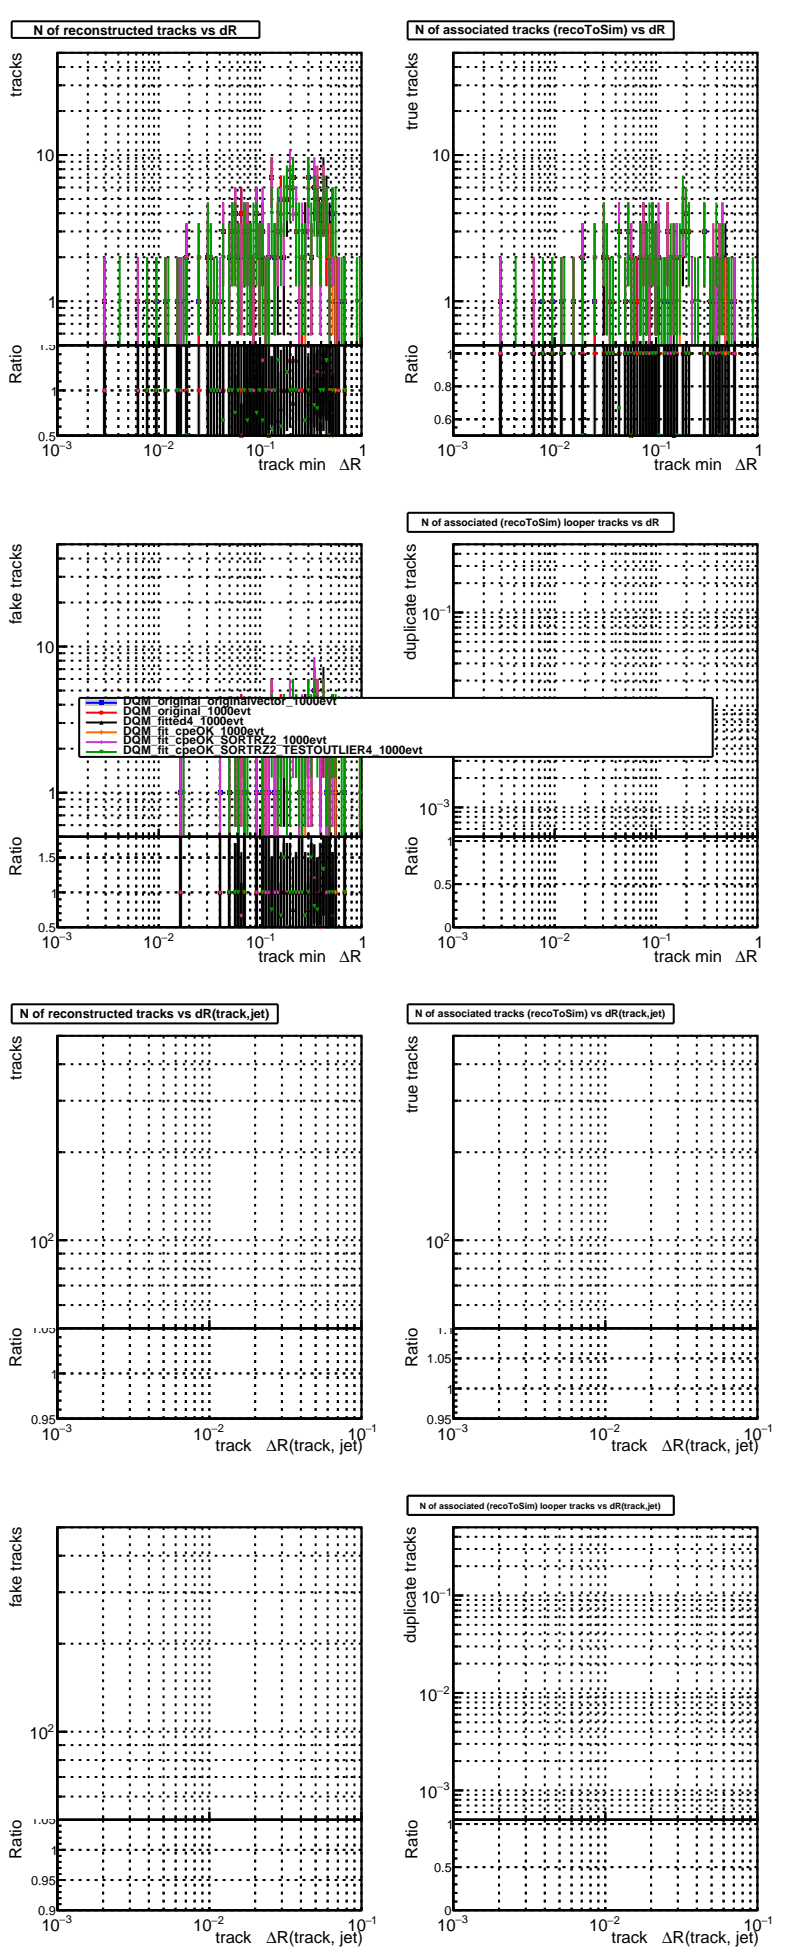 N of reconstructed tracks vs dR
tracks
10
1
1.5
Ratio
1
0.5
10−3 10−2 10−1 1
track min ΔR
N of associated tracks (recoToSim) vs dR
true tracks
10
1
Ratio
1
0.8
0.6
10−3 10−2 10−1 1
track min ΔR
fake tracks
10
1
Ratio
1.5
1
0.5
10−3 10−2 10−1 1
track min ΔR
N of associated (recoToSim) looper tracks vs dR
duplicate tracks
10−1
10−3
Ratio
1
0.5
0
10−3 10−2 10−1 1
track min ΔR
DQM_original_originalvector_1000evt
DQM_original_1000evt
DQM_fitted4_1000evt
DQM_fit_cpeOK_1000evt
DQM_fit_cpeOK_SORTRZ2_1000evt
DQM_fit_cpeOK_SORTRZ2_TESTOUTLIER4_1000evt
N of reconstructed tracks vs dR(track,jet)
tracks
10²
1.05
Ratio
1
0.95
10−3 10−2 10−1
track ΔR(track, jet)
N of associated tracks (recoToSim) vs dR(track,jet)
true tracks
10²
1.1
Ratio
1.05
1
0.95
10−3 10−2 10−1
track ΔR(track, jet)
fake tracks
10²
1.05
Ratio
1
0.95
0.9
10−3 10−2 10−1
track ΔR(track, jet)
N of associated (recoToSim) looper tracks vs dR(track,jet)
duplicate tracks
10−1
10−2
10−3
Ratio
1
0.5
0
10−3 10−2 10−1
track ΔR(track, jet)